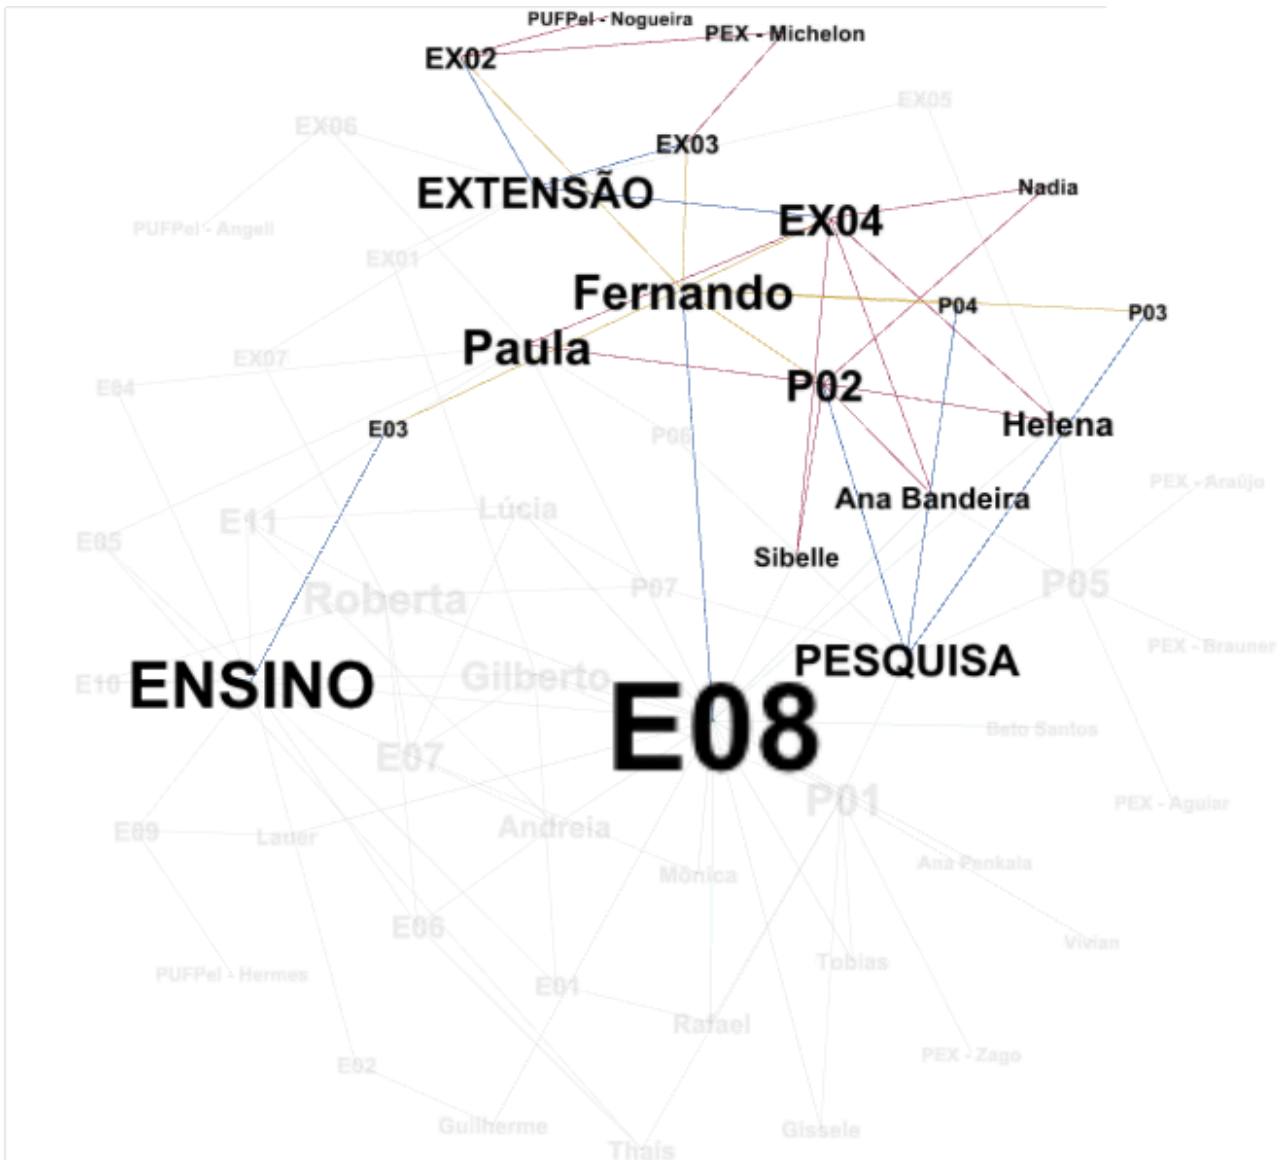 PUFPel - Nogueira
PEX - Michelon
EX02
EX05
EX06
EX03
Nadia
EXTENSÃO
EX04
PUFPel - Angeli
EX01
Fernando
P04
P03
Paula
EX07
E04
P02
Helena
E03
P06
PEX - Araújo
Ana Bandeira
Lúcia
E11
E05
Sibelle
P05
P07
Roberta
PEX - Brauner
PESQUISA
Gilberto
E10
ENSINO
E08
Beto Santos
E07
P01
PEX - Aguiar
Andreia
E09
Lauer
Ana Penkala
Mônica
E06
Vivian
Tobias
PUFPel - Hermes
E01
Rafael
PEX - Zago
E02
Guilherme
Gissele
Thaís